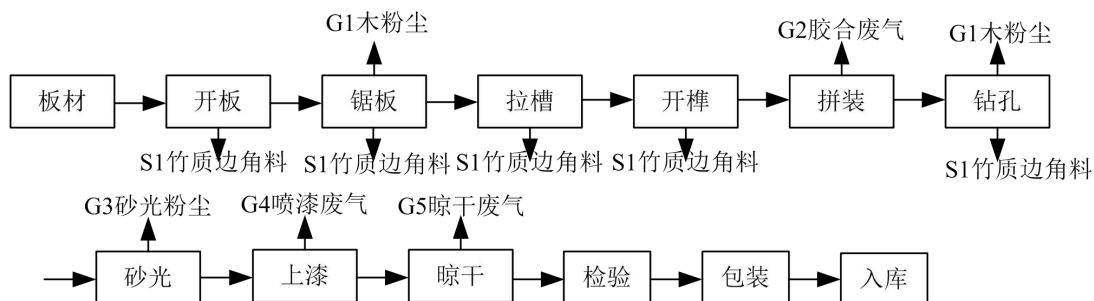 G1木粉尘
G2胶合废气
G1木粉尘
板材
开板
锯板
拉槽
开榫
拼装
钻孔
S1竹质边角料
S1竹质边角料
S1竹质边角料
S1竹质边角料
S1竹质边角料
G3砂光粉尘
G4喷漆废气
G5晾干废气
砂光
上漆
晾干
检验
包装
入库